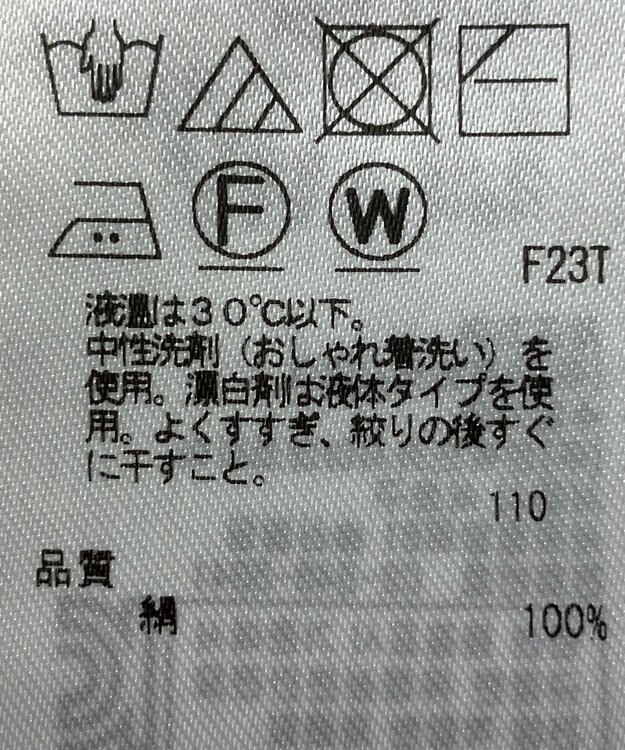 F W
F23T
液温は30℃以下。
中性洗剤(おしゃれ着洗い)を
使用。漂白剤は液体タイプを使
用。よくすすぎ、絞りの後すぐ
に干すこと。
110
品質
100%